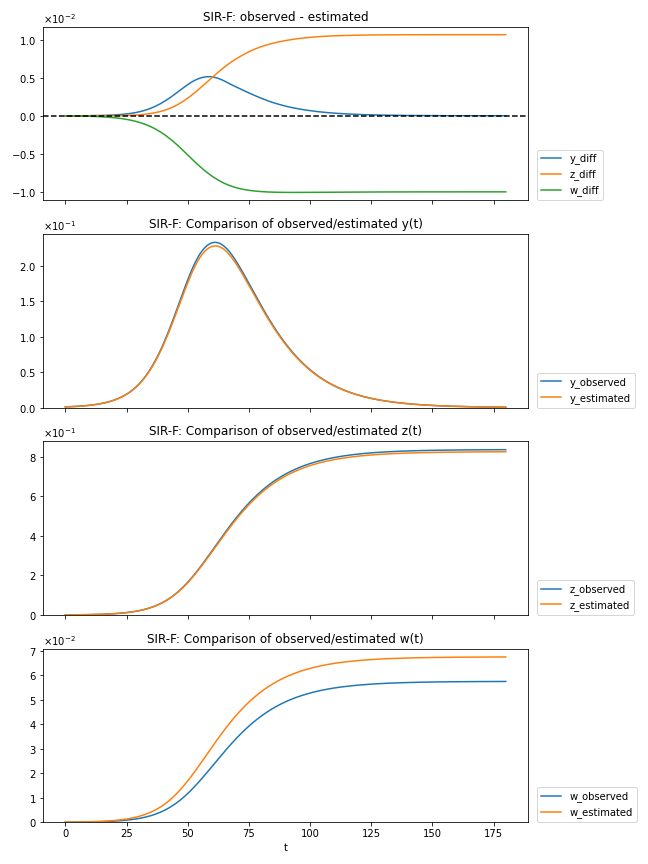 SIR-F: observed - estimated
×10⁻²
1.0
0.5
0.0
−0.5
−1.0
y_diff
z_diff
w_diff
SIR-F: Comparison of observed/estimated y(t)
×10⁻¹
2.0
1.5
1.0
0.5
0.0
y_observed
y_estimated
SIR-F: Comparison of observed/estimated z(t)
×10⁻¹
8
6
4
2
0
z_observed
z_estimated
SIR-F: Comparison of observed/estimated w(t)
×10⁻²
7
6
5
4
3
2
1
0
w_observed
w_estimated
0 25 50 75 100 125 150 175
t